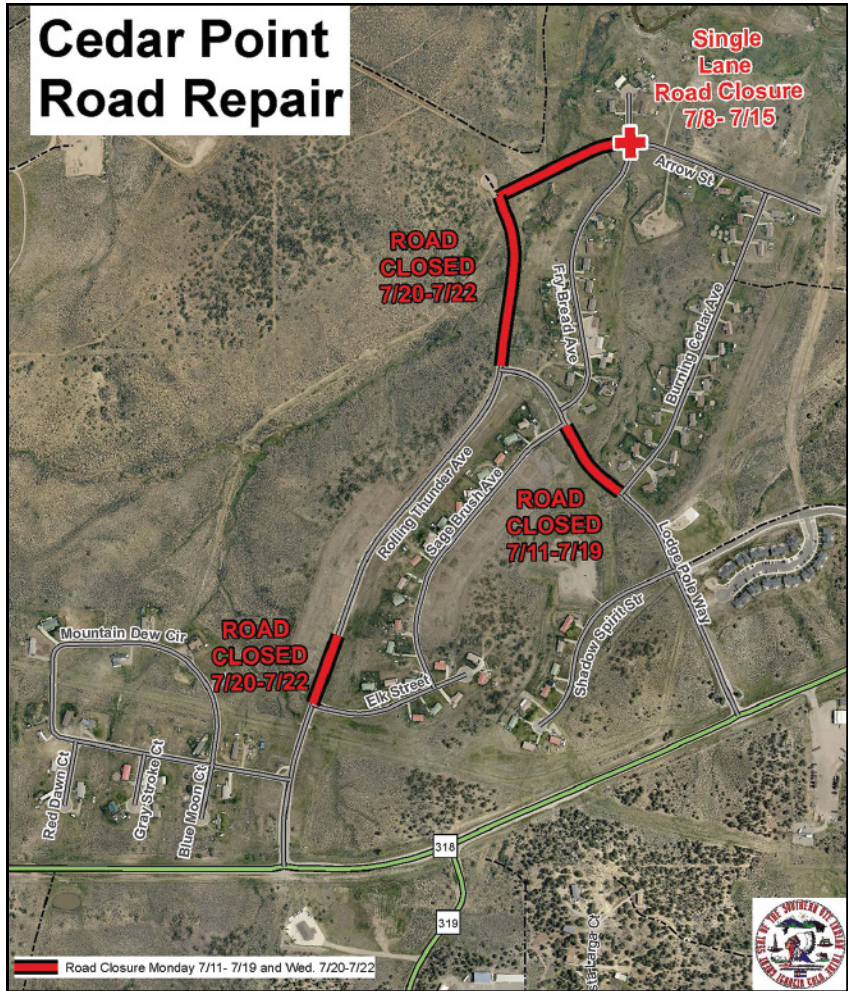 Cedar Point
Road Repair
Single
Lane
Road Closure
7/8- 7/15
Arrow St
ROAD
CLOSED
7/20-7/22
Fry Bread Ave
Burning Cedar Ave
Rolling Thunder Ave
Sage Brush Ave
ROAD
CLOSED
7/11-7/19
Lodge Pole Way
Shadow Spirit Str
Mountain Dew Cir
ROAD
CLOSED
7/20-7/22
Elk Street
Red Dawn Ct
Gray Stroke Ct
Blue Moon Ct
318
319
Road Closure Monday 7/11- 7/19 and Wed. 7/20-7/22